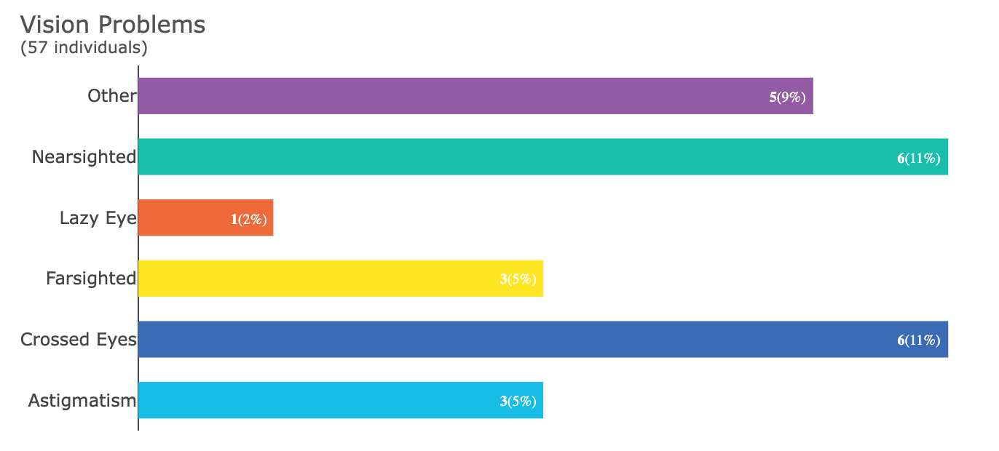 Vision Problems
(57 individuals)
Other 5(9%)
Nearsighted 6(11%)
Lazy Eye 1(2%)
Farsighted 3(5%)
Crossed Eyes 6(11%)
Astigmatism 3(5%)